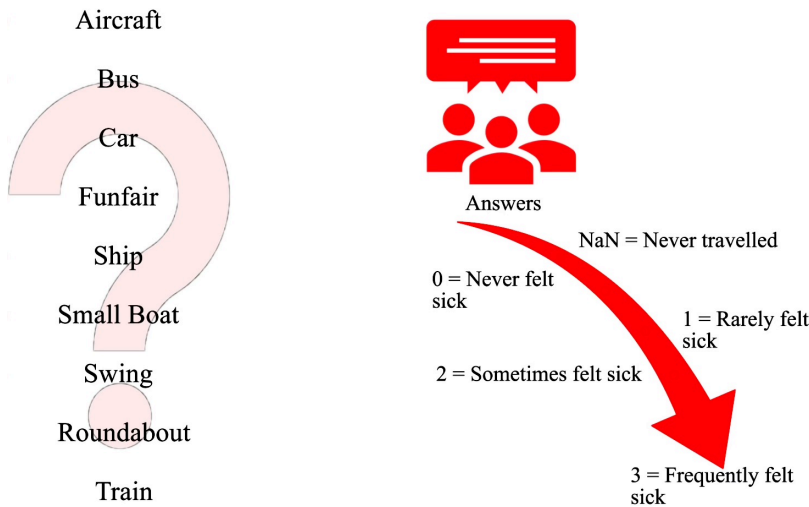 Aircraft
Bus
Car
Funfair
Ship
Small Boat
Swing
Roundabout
Train
Answers
NaN = Never travelled
0 = Never felt
sick
1 = Rarely felt
sick
2 = Sometimes felt sick
3 = Frequently felt
sick